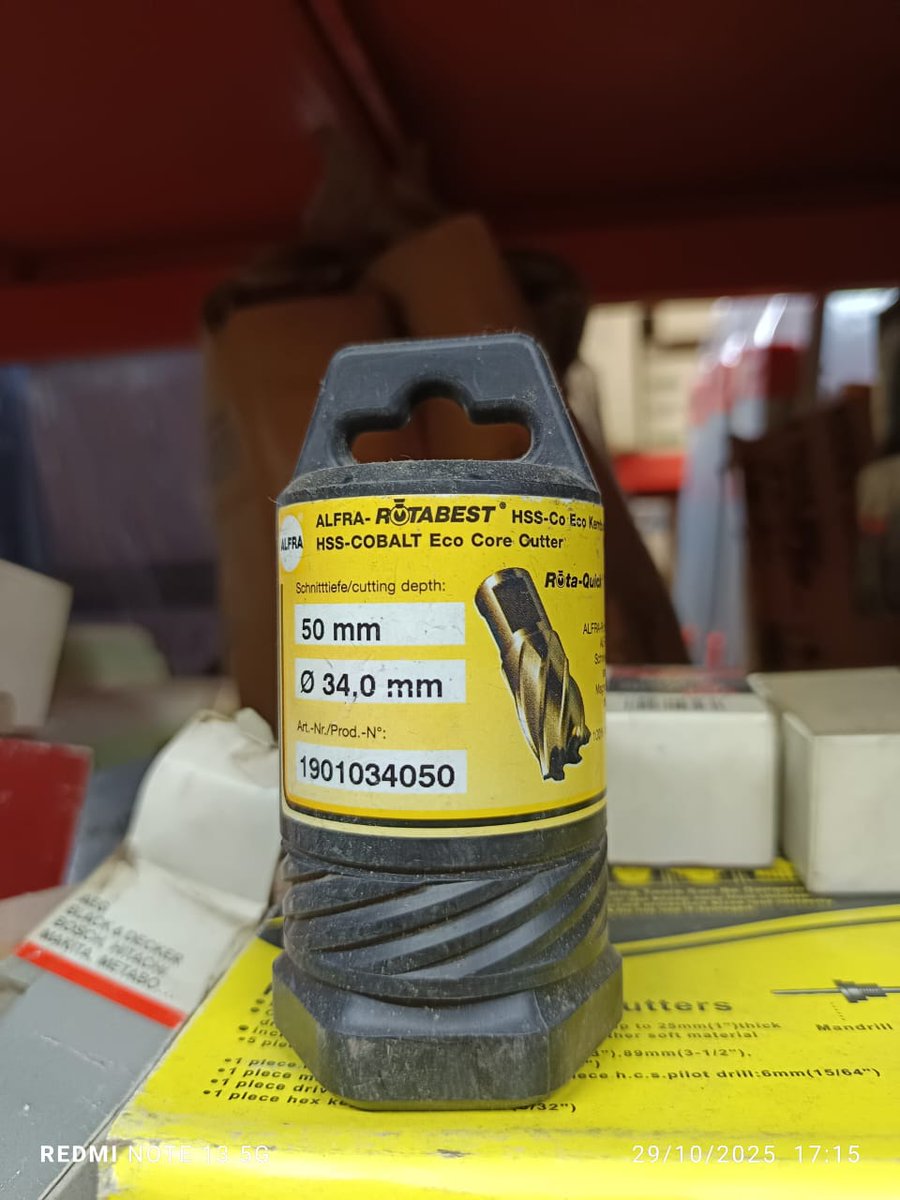 ALFRA
ALFRA-ROTABEST® HSS-Co Eco
HSS-COBALT Eco Core Cutter
Schnitttiefe/cutting depth:
50 mm
Ø 34,0 mm
Art.-Nr./Prod.-N°:
1901034050
Rota-Quick
AEG
BLACK & DECKER
BOSCH, HITACHI,
MAKITA, METABO...
utters
Mandrill
up to 25mm(1")thick
her soft material
89mm(3-1/2"),
•1 piece
•1 piece
h.c.s.pilot drill:6mm(15/64")
•1 piece
•1 piece hex
REDMI NOTE 13 5G
29/10/2025 17:15